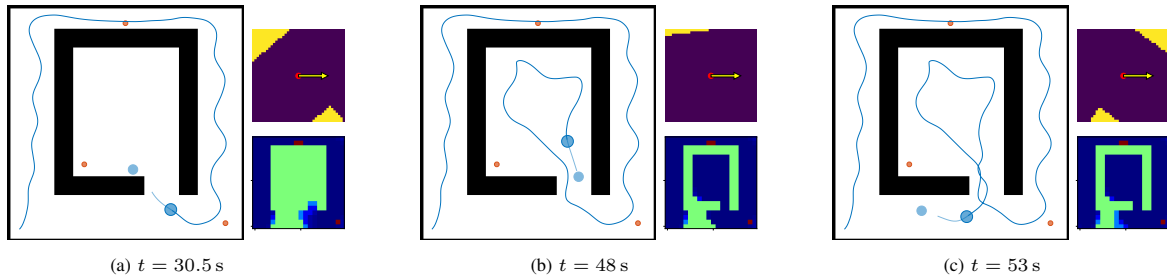 (a) t = 30.5 s
(b) t = 48 s
(c) t = 53 s